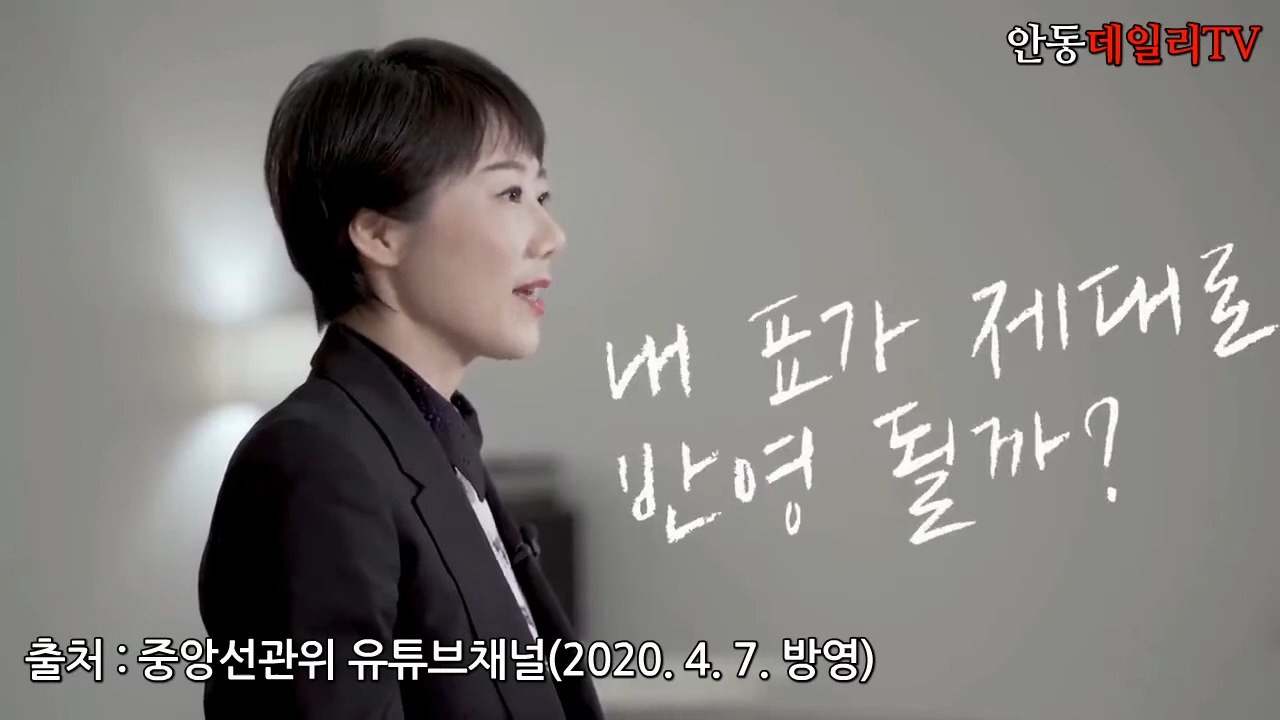 안동데일리TV
내 표가 제대로
반영 될까?
출처 : 중앙선관위 유튜브채널(2020. 4. 7. 방영)